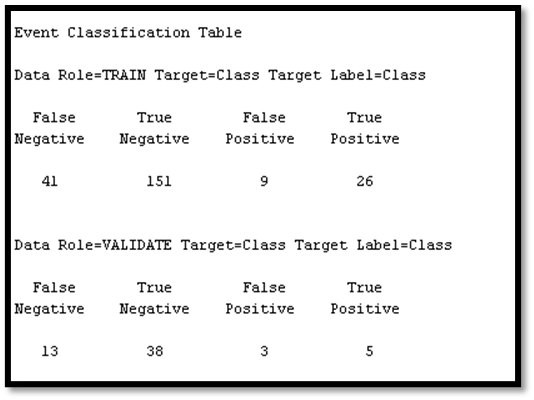 Event Classification Table
Data Role=TRAIN Target=Class Target Label=Class
False True False True
Negative Negative Positive Positive
41 151 9 26
Data Role=VALIDATE Target=Class Target Label=Class
False True False True
Negative Negative Positive Positive
13 38 3 5